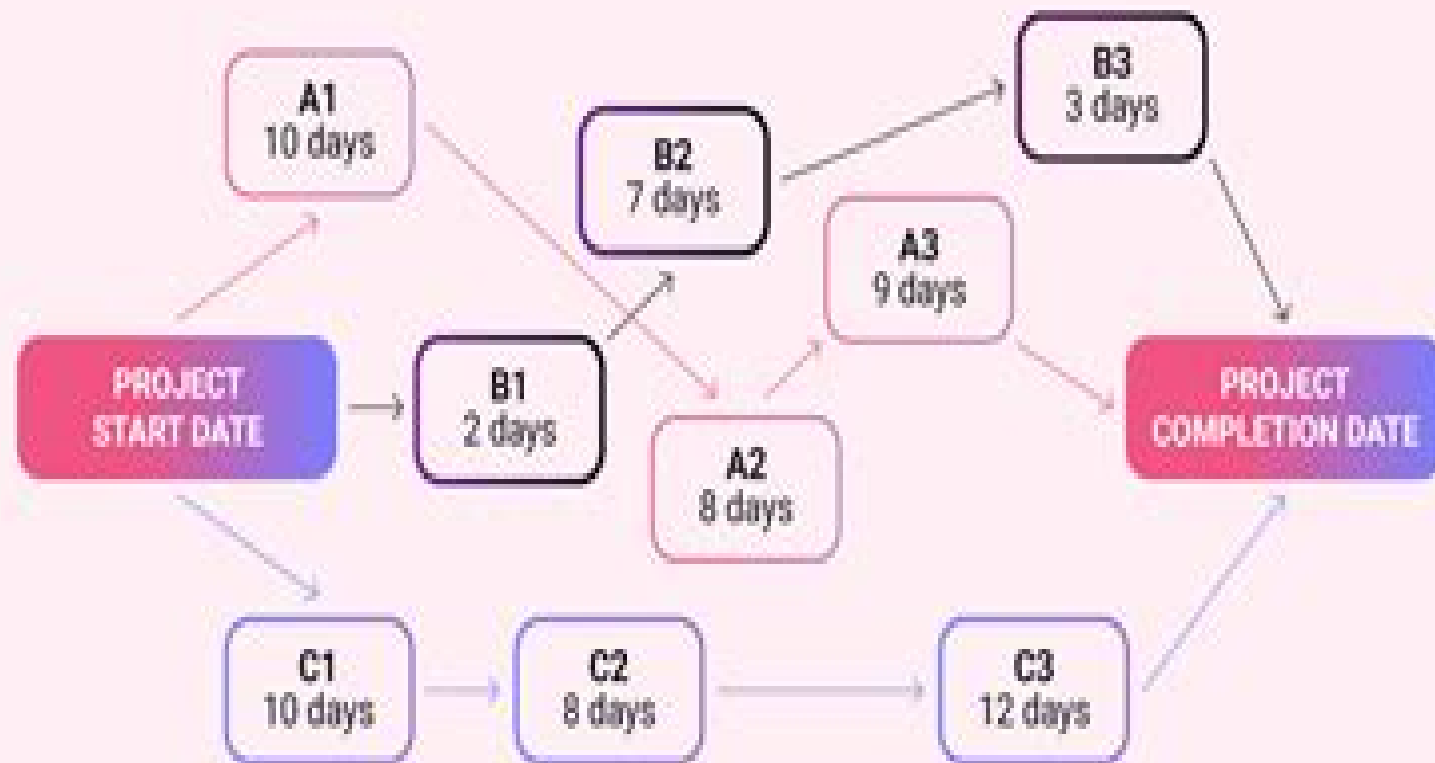 A1
10 days
B2
7 days
B3
3 days
A3
9 days
PROJECT
START DATE
B1
2 days
A2
8 days
PROJECT
COMPLETION DATE
C1
10 days
C2
8 days
C3
12 days